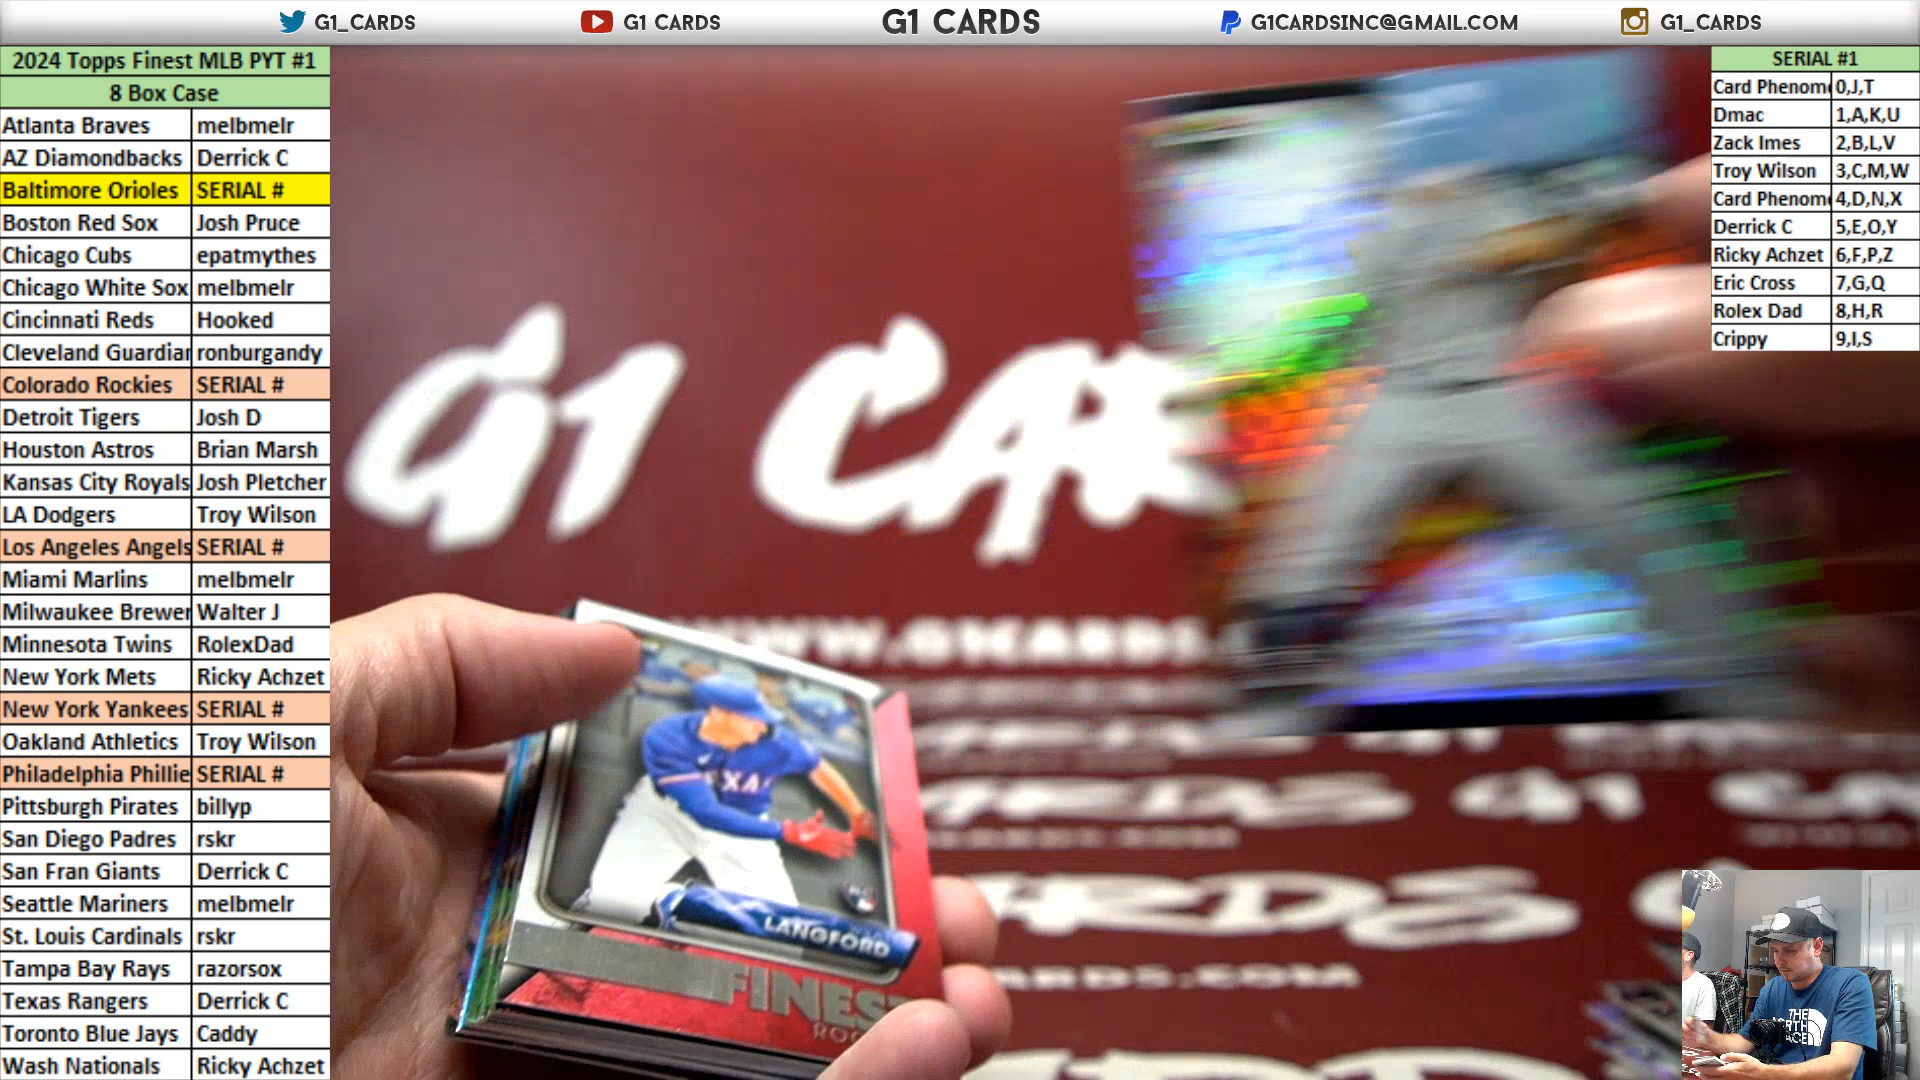 G1_CARDS
G1 CARDS
G1 CARDS
G1CARDSINC@GMAIL.COM
G1_CARDS
2024 Topps Finest MLB PYT #1
8 Box Case
Atlanta Braves melbmelr
AZ Diamondbacks Derrick C
Baltimore Orioles SERIAL #
Boston Red Sox Josh Pruce
Chicago Cubs epatmythes
Chicago White Sox melbmelr
Cincinnati Reds Hooked
Cleveland Guardian ronburgandy
Colorado Rockies SERIAL #
Detroit Tigers Josh D
Houston Astros Brian Marsh
Kansas City Royals Josh Pletcher
LA Dodgers Troy Wilson
Los Angeles Angels SERIAL #
Miami Marlins melbmelr
Milwaukee Brewer Walter J
Minnesota Twins RolexDad
New York Mets Ricky Achzet
New York Yankees SERIAL #
Oakland Athletics Troy Wilson
Philadelphia Phillie SERIAL #
Pittsburgh Pirates billyp
San Diego Padres rskr
San Fran Giants Derrick C
Seattle Mariners melbmelr
St. Louis Cardinals rskr
Tampa Bay Rays razorsox
Texas Rangers Derrick C
Toronto Blue Jays Caddy
Wash Nationals Ricky Achzet
SERIAL #1
Card Phenom 0,J,T
Dmac 1,A,K,U
Zack Imes 2,B,L,V
Troy Wilson 3,C,M,W
Card Phenom 4,D,N,X
Derrick C 5,E,O,Y
Ricky Achzet 6,F,P,Z
Eric Cross 7,G,Q
Rolex Dad 8,H,R
Crippy 9,I,S
G1 CAR
TEXA
LANGFORD
FINES
THE
NORTH
FACE